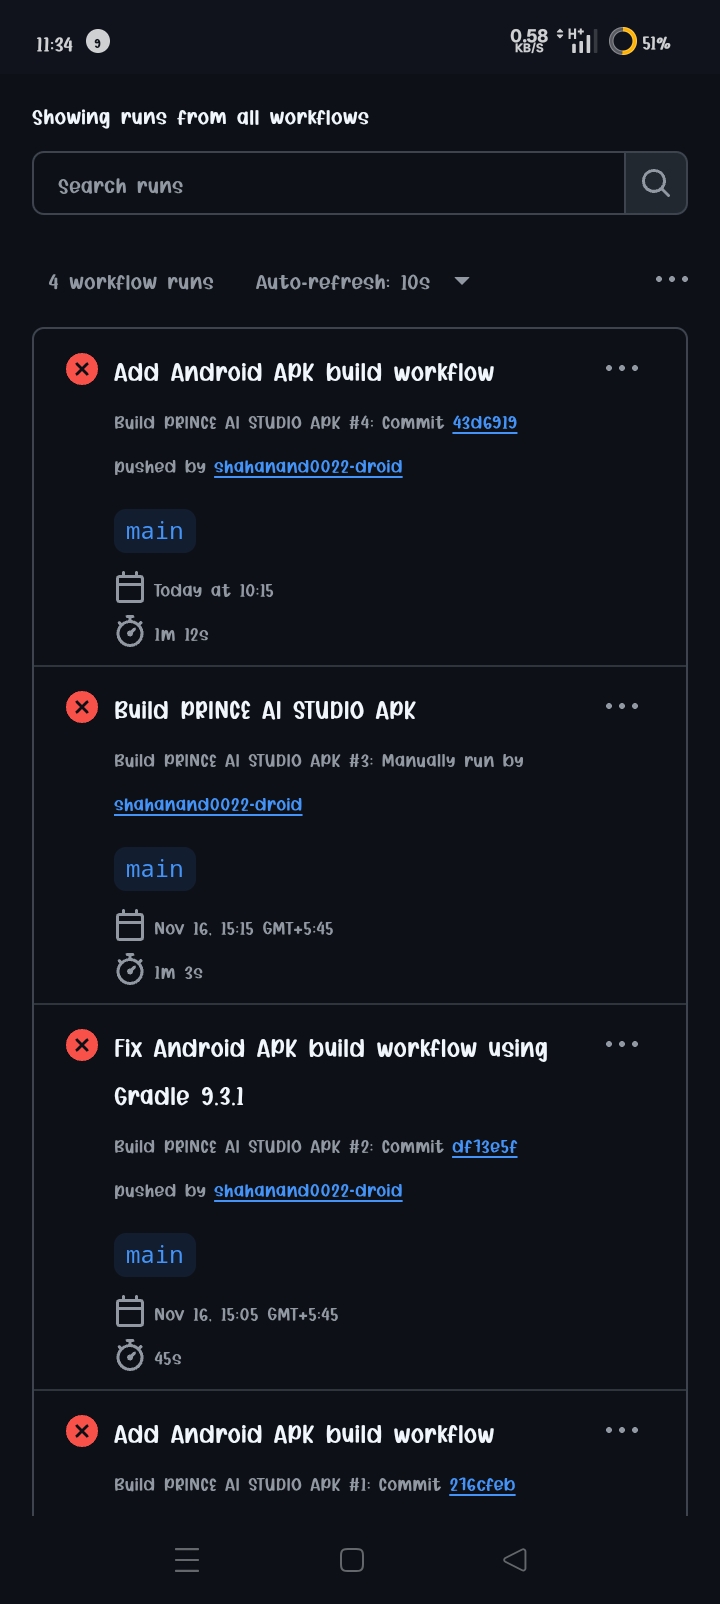 11:34 9 0.58 KB/S H+ 51%
Showing runs from all workflows
Search runs
4 workflow runs Auto-refresh: 10s
Add Android APK build workflow
Build PRINCE AI STUDIO APK #4: Commit 43d6919
pushed by shahanand0022-droid
main
Today at 10:15
1m 12s
Build PRINCE AI STUDIO APK
Build PRINCE AI STUDIO APK #3: Manually run by
shahanand0022-droid
main
Nov 16, 15:15 GMT+5:45
1m 3s
Fix Android APK build workflow using
Gradle 9.3.1
Build PRINCE AI STUDIO APK #2: Commit df13e5f
pushed by shahanand0022-droid
main
Nov 16, 15:05 GMT+5:45
45s
Add Android APK build workflow
Build PRINCE AI STUDIO APK #1: Commit 276cfeb